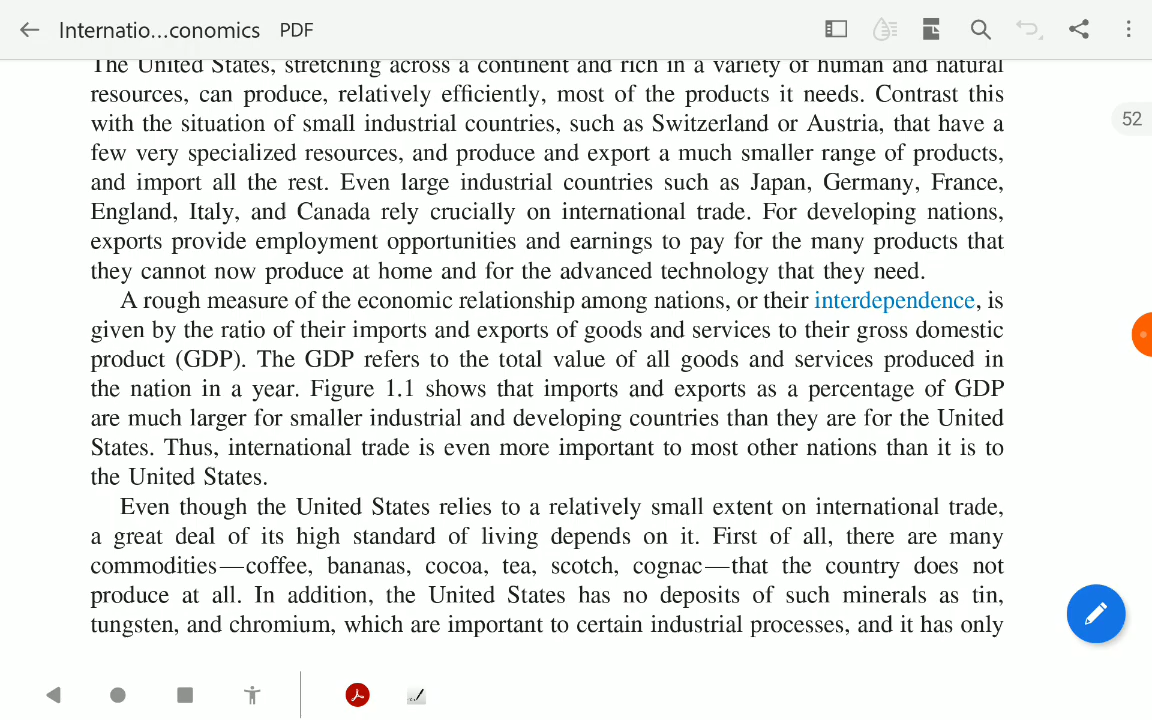 Internatio...conomics PDF
The United States, stretching across a continent and rich in a variety of human and natural
resources, can produce, relatively efficiently, most of the products it needs. Contrast this
52
with the situation of small industrial countries, such as Switzerland or Austria, that have a
few very specialized resources, and produce and export a much smaller range of products,
and import all the rest. Even large industrial countries such as Japan, Germany, France,
England, Italy, and Canada rely crucially on international trade. For developing nations,
exports provide employment opportunities and earnings to pay for the many products that
they cannot now produce at home and for the advanced technology that they need.
A rough measure of the economic relationship among nations, or their interdependence, is
given by the ratio of their imports and exports of goods and services to their gross domestic
product (GDP). The GDP refers to the total value of all goods and services produced in
the nation in a year. Figure 1.1 shows that imports and exports as a percentage of GDP
are much larger for smaller industrial and developing countries than they are for the United
States. Thus, international trade is even more important to most other nations than it is to
the United States.
Even though the United States relies to a relatively small extent on international trade,
a great deal of its high standard of living depends on it. First of all, there are many
commodities—coffee, bananas, cocoa, tea, scotch, cognac—that the country does not
produce at all. In addition, the United States has no deposits of such minerals as tin,
tungsten, and chromium, which are important to certain industrial processes, and it has only